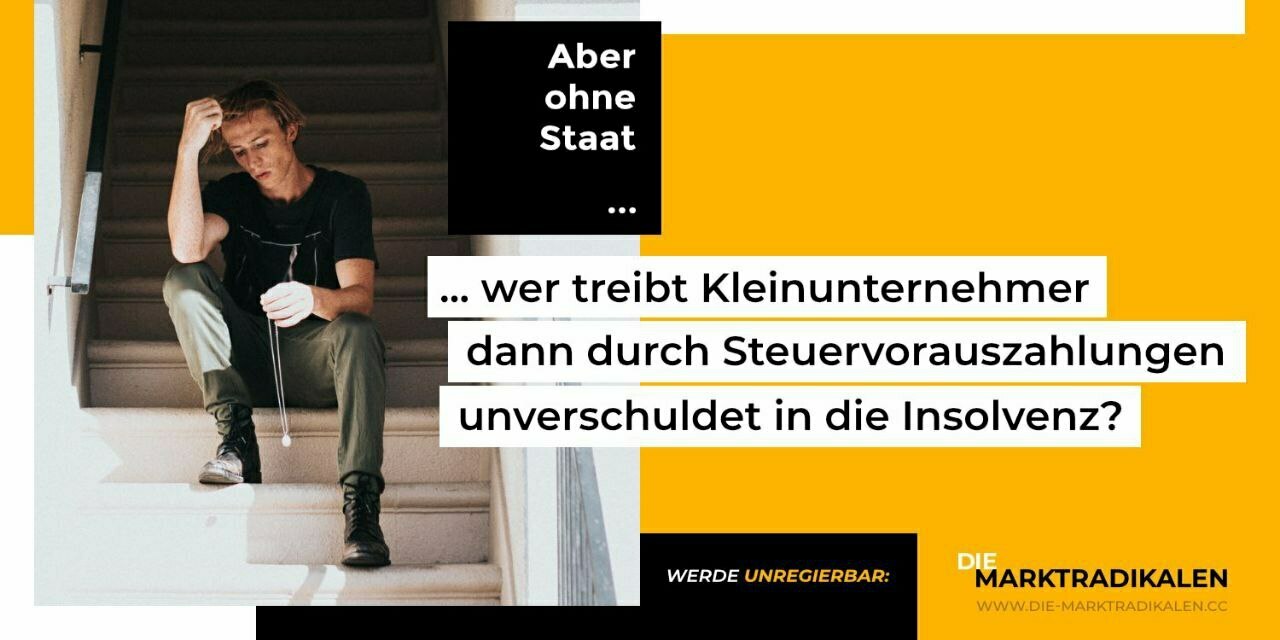 Aber
ohne
Staat
...
... wer treibt Kleinunternehmer
dann durch Steuervorauszahlungen
unverschuldet in die Insolvenz?
WERDE UNREGIERBAR:
DIE
MARKTRADIKALEN
WWW.DIE-MARKTRADIKALEN.CC